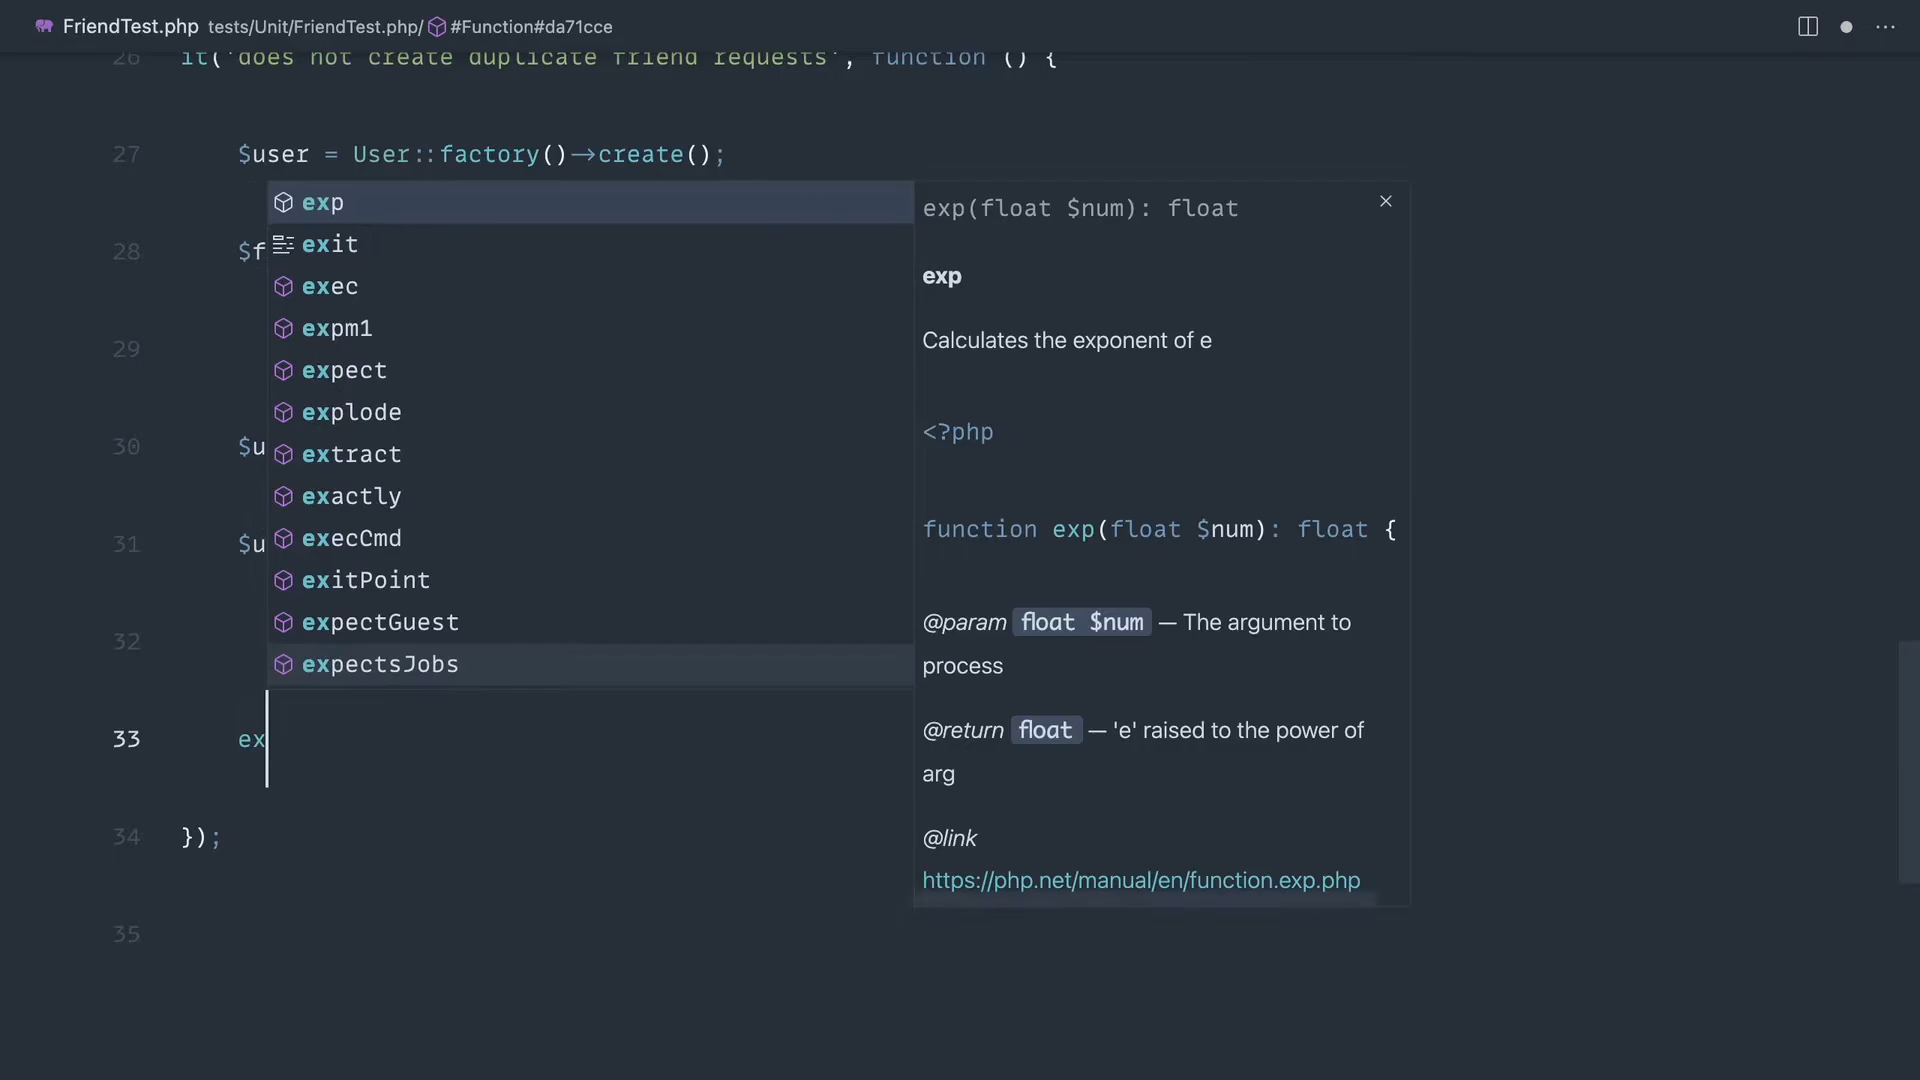 FriendTest.php tests/Unit/FriendTest.php/ #Function#da71cce
26 it('does not create duplicate friend requests', function () {
27 $user = User::factory()->create();
28 $f
29
30 $u
31 $u
32
33 ex
34 });
35
exp
exit
exec
expm1
expect
explode
extract
exactly
execCmd
exitPoint
expectGuest
expectsJobs
exp(float $num): float
exp
Calculates the exponent of e
<?php
function exp(float $num): float {
@param float $num — The argument to
process
@return float — 'e' raised to the power of
arg
@link
https://php.net/manual/en/function.exp.php